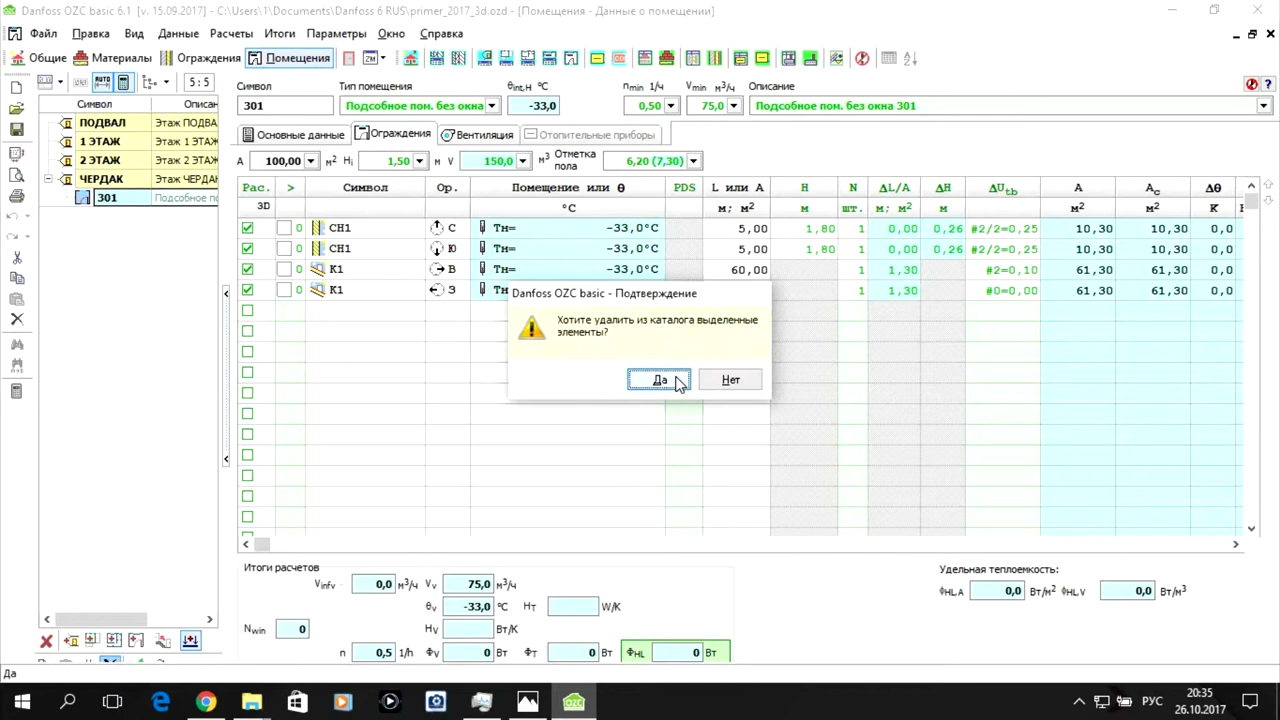 Danfoss OZC basic 6.1 [v. 15.09.2017] - C:\Users\1\Documents\Danfoss 6 RUS\primer_2017_3d.ozd - [Помещения - Данные о помещении]
Файл Правка Вид Данные Расчеты Итоги Параметры Окно Справка
Общие Материалы Ограждения Помещения
AUTO 5 : 5
Символ Тип помещения θint,H °C nmin 1/ч Vmin м³/ч Описание
301 Подсобное пом. без окна -33,0 0,50 75,0 Подсобное пом. без окна 301
Символ Описан
ПОДВАЛ Этаж ПОДВА
1 ЭТАЖ Этаж 1 ЭТАЖ
2 ЭТАЖ Этаж 2 ЭТАЖ
ЧЕРДАК Этаж ЧЕРДАК
301 Подсобное по
Основные данные Ограждения Вентиляция Отопительные приборы
A 100,00 м² Hi 1,50 м V 150,0 м³ Отметка пола 6,20 (7,30)
Рас. > Символ Ор. Помещение или θ PDS L или A H N ΔL/A ΔH ΔUtb A Ac Δθ
3D °C м; м² м шт. м; м² м м² м² K
0 СН1 С Тн= -33,0°C 5,00 1,80 1 0,00 0,26 #2/2=0,25 10,30 10,30 0,0
0 СН1 Ю Тн= -33,0°C 5,00 1,80 1 0,00 0,26 #2/2=0,25 10,30 10,30 0,0
0 К1 В Тн= -33,0°C 60,00 1 1,30 #2=0,10 61,30 61,30 0,0
0 К1 З Тн 1 1,30 #0=0,00 61,30 61,30 0,0
Danfoss OZC basic - Подтверждение
Хотите удалить из каталога выделенные
элементы?
Да Нет
Итоги расчетов
Vinfv 0,0 м³/ч Vv 75,0 м³/ч
θv -33,0 °C HT W/K
Nwin 0 HV Вт/K
n 0,5 1/h Φv 0 Вт ΦT 0 Вт ΦHL 0 Вт
Удельная теплоемкость:
ΦHL,A 0,0 Вт/м² ΦHL,V 0,0 Вт/м³
Да
РУС
20:35
26.10.2017